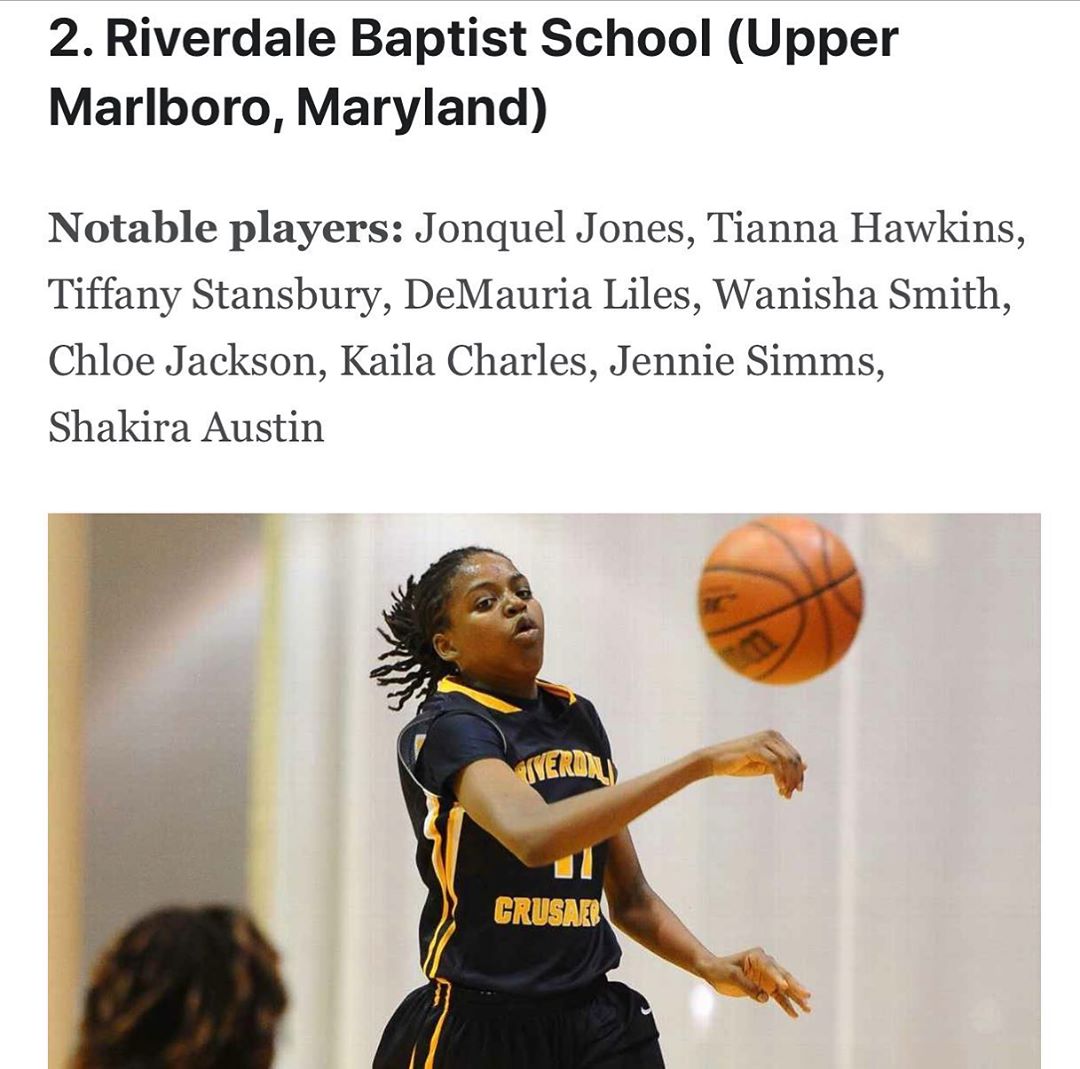 2. Riverdale Baptist School (Upper
Marlboro, Maryland)
Notable players: Jonquel Jones, Tianna Hawkins,
Tiffany Stansbury, DeMauria Liles, Wanisha Smith,
Chloe Jackson, Kaila Charles, Jennie Simms,
Shakira Austin
RIVERDAL
11
CRUSADER